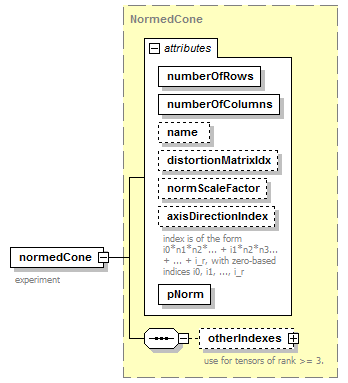 NormedCone
attributes
numberOfRows
numberOfColumns
name
distortionMatrixIdx
normScaleFactor
axisDirectionIndex
index is of the form
i0*n1*n2*... + i1*n2*n3...
+ ... + i_r, with zero-based
indices i0, i1, ..., i_r
pNorm
normedCone
experiment
otherIndexes
use for tensors of rank >= 3.